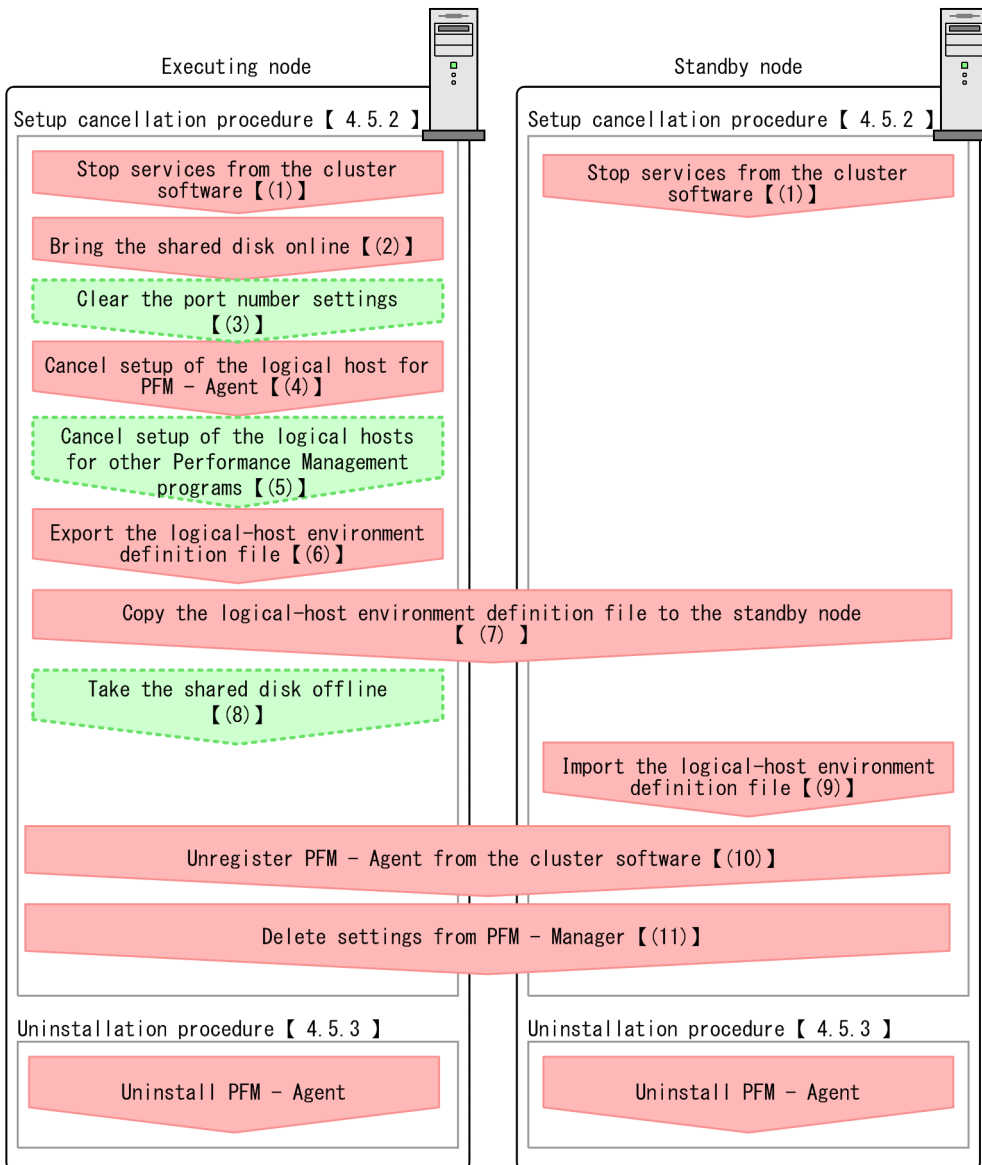 Executing node
Standby node
Setup cancellation procedure【 4.5.2 】
Setup cancellation procedure【 4.5.2 】
Stop services from the cluster
software【(1)】
Stop services from the cluster
software【(1)】
Bring the shared disk online【(2)】
Clear the port number settings
【(3)】
Cancel setup of the logical host for
PFM − Agent【(4)】
Cancel setup of the logical hosts
for other Performance Management
programs【(5)】
Export the logical-host environment
definition file【(6)】
Copy the logical-host environment definition file to the standby node
【 (7) 】
Take the shared disk offline
【(8)】
Import the logical-host environment
definition file【(9)】
Unregister PFM − Agent from the cluster software【(10)】
Delete settings from PFM − Manager【(11)】
Uninstallation procedure【 4.5.3 】
Uninstallation procedure【 4.5.3 】
Uninstall PFM − Agent
Uninstall PFM − Agent